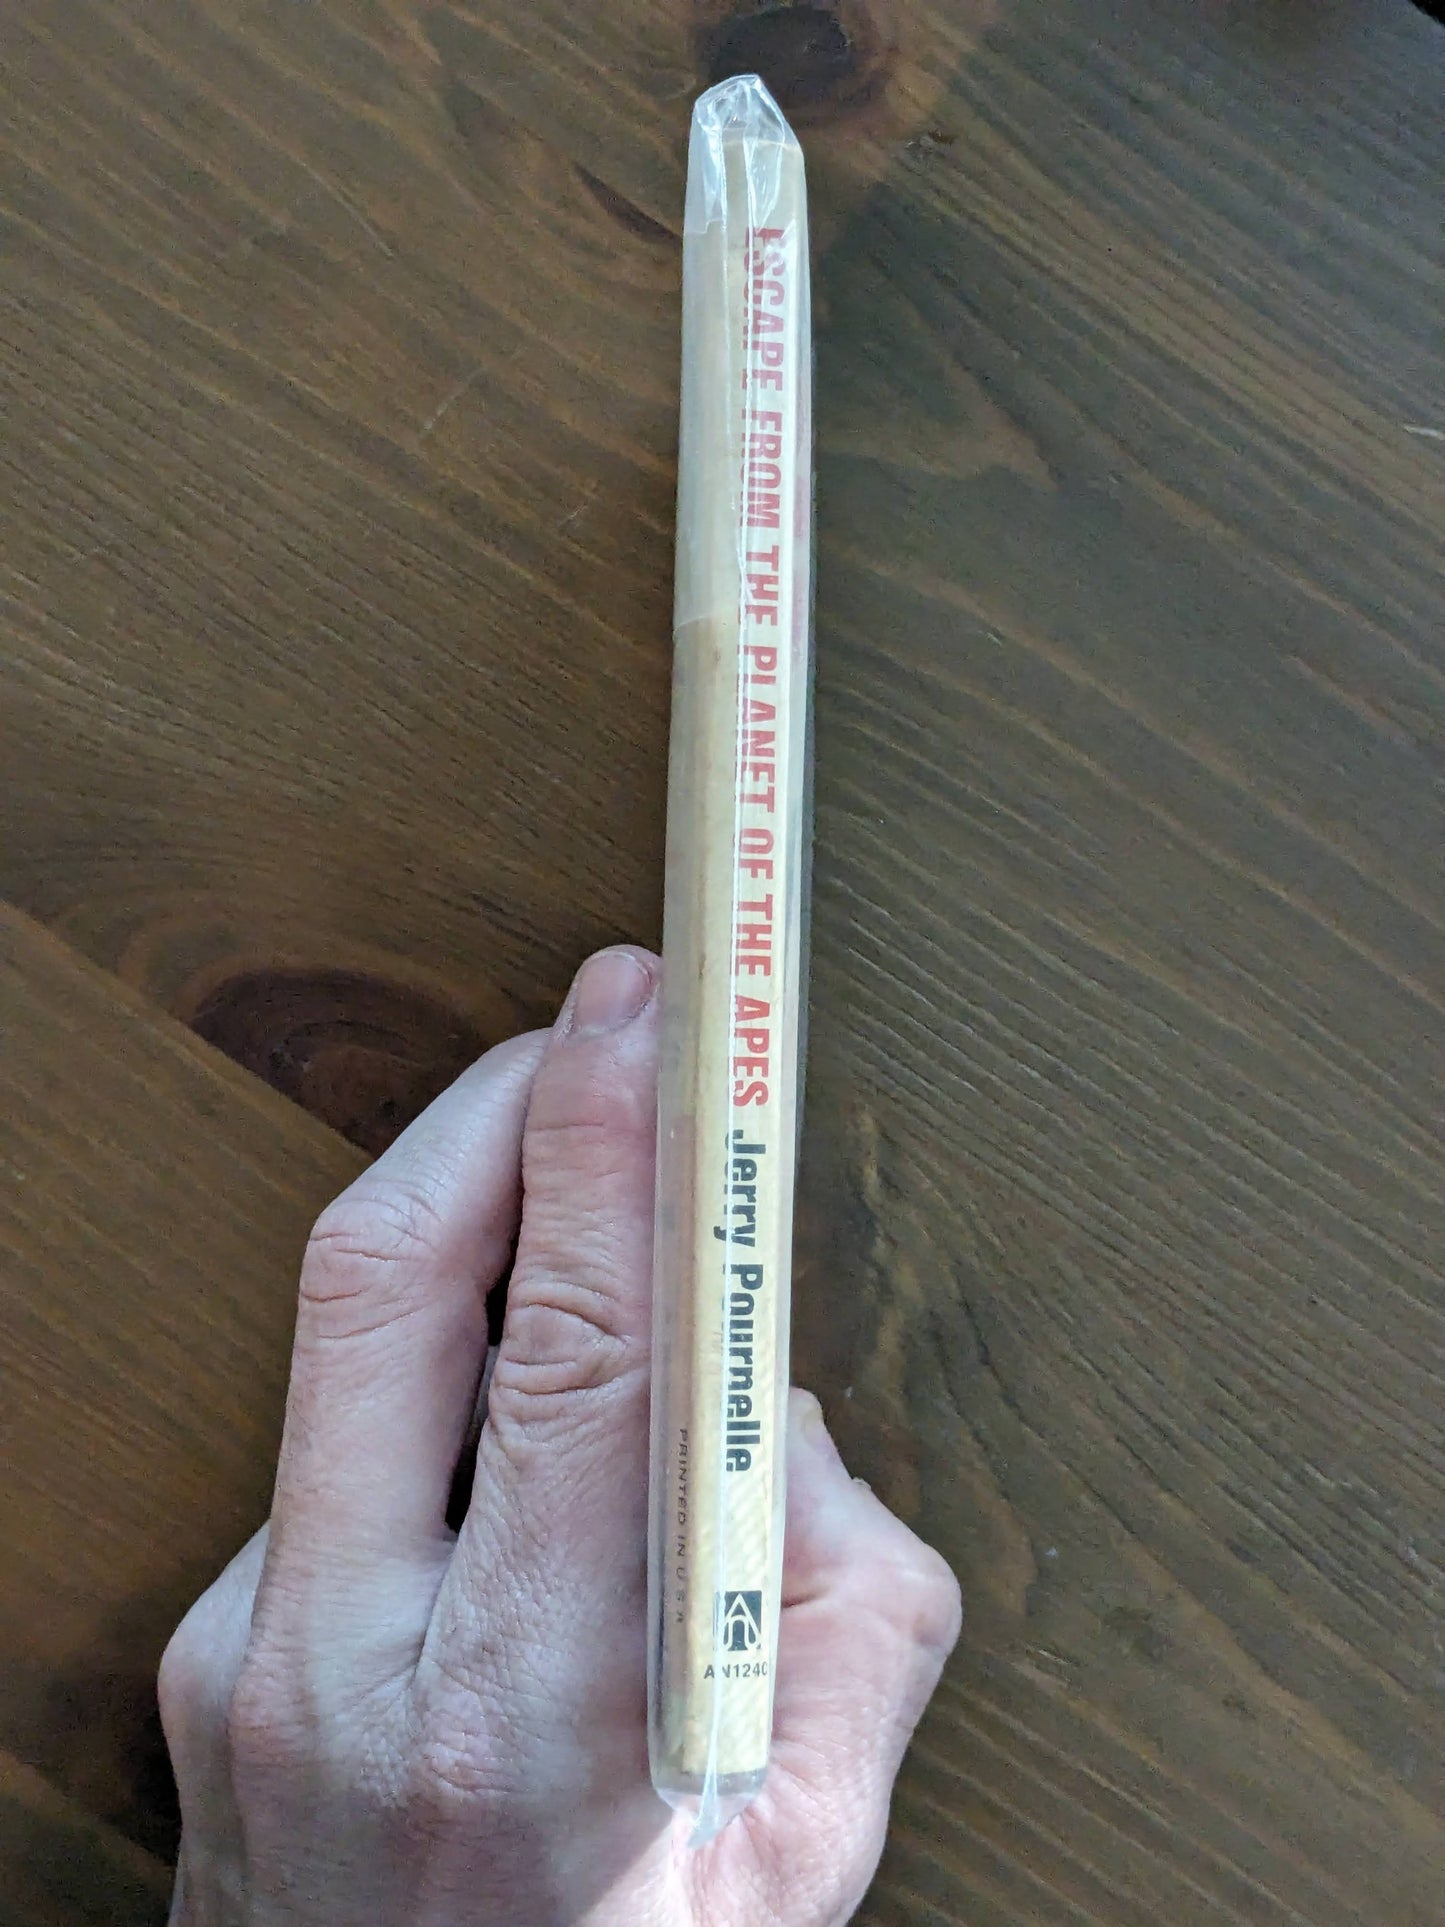 ESCAPE FROM THE PLANET OF THE APES Jerry Pournelle
AN1240
PRINTED IN U S A